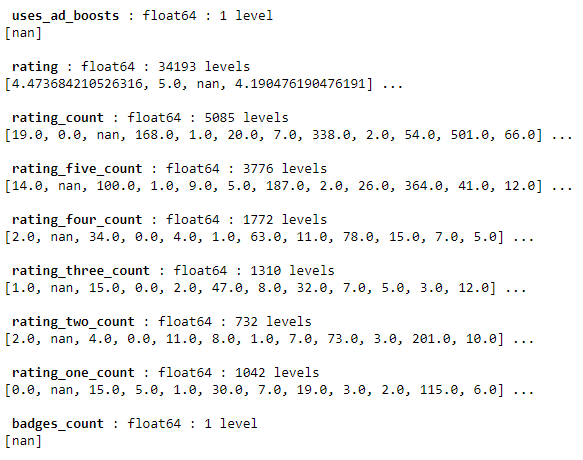 uses_ad_boosts : float64 : 1 level
[nan]
rating : float64 : 34193 levels
[4.473684210526316, 5.0, nan, 4.190476190476191] ...
rating_count : float64 : 5085 levels
[19.0, 0.0, nan, 168.0, 1.0, 20.0, 7.0, 338.0, 2.0, 54.0, 501.0, 66.0] ...
rating_five_count : float64 : 3776 levels
[14.0, nan, 100.0, 1.0, 9.0, 5.0, 187.0, 2.0, 26.0, 364.0, 41.0, 12.0] ...
rating_four_count : float64 : 1772 levels
[2.0, nan, 34.0, 0.0, 4.0, 1.0, 63.0, 11.0, 78.0, 15.0, 7.0, 5.0] ...
rating_three_count : float64 : 1310 levels
[1.0, nan, 15.0, 0.0, 2.0, 47.0, 8.0, 32.0, 7.0, 5.0, 3.0, 12.0] ...
rating_two_count : float64 : 732 levels
[2.0, nan, 4.0, 0.0, 11.0, 8.0, 1.0, 7.0, 73.0, 3.0, 201.0, 10.0] ...
rating_one_count : float64 : 1042 levels
[0.0, nan, 15.0, 5.0, 1.0, 30.0, 7.0, 19.0, 3.0, 2.0, 115.0, 6.0] ...
badges_count : float64 : 1 level
[nan]